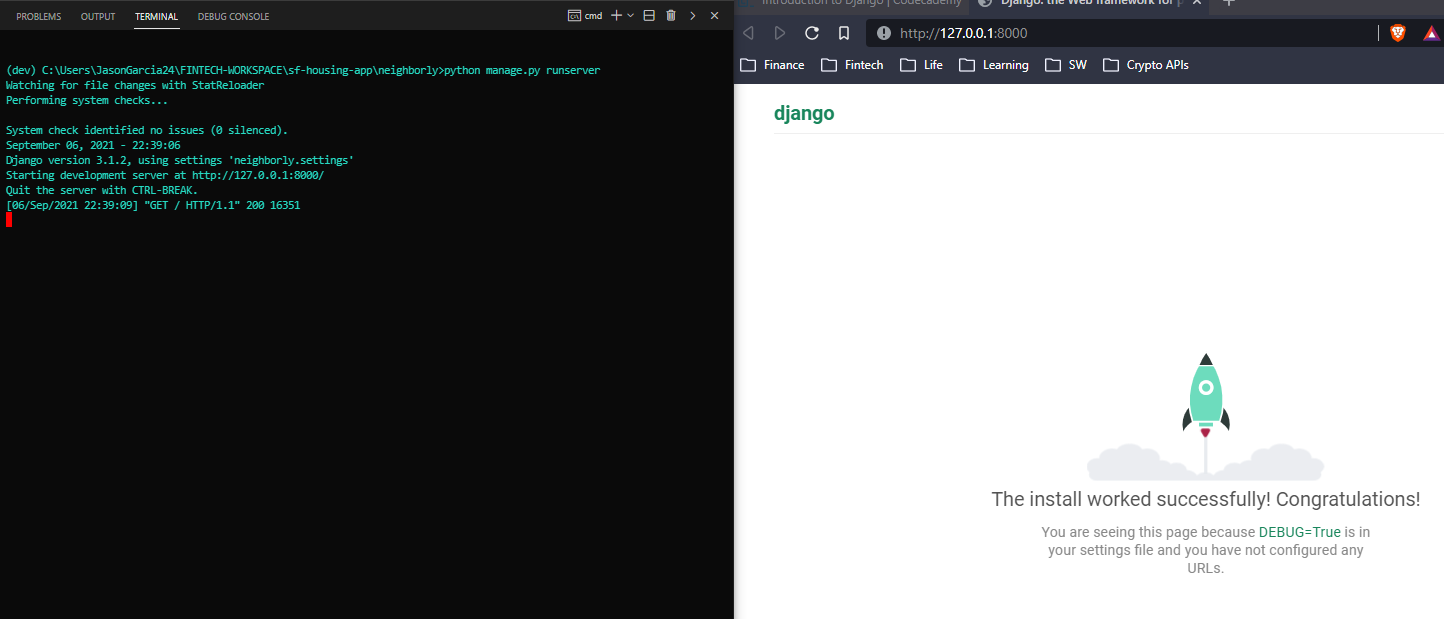 PROBLEMS OUTPUT TERMINAL DEBUG CONSOLE cmd
(dev) C:\Users\JasonGarcia24\FINTECH-WORKSPACE\sf-housing-app\neighborly>python manage.py runserver
Watching for file changes with StatReloader
Performing system checks...
System check identified no issues (0 silenced).
September 06, 2021 - 22:39:06
Django version 3.1.2, using settings 'neighborly.settings'
Starting development server at http://127.0.0.1:8000/
Quit the server with CTRL-BREAK.
[06/Sep/2021 22:39:09] "GET / HTTP/1.1" 200 16351
Introduction to Django | Codecademy
Django: the Web framework for p
http://127.0.0.1:8000
Finance Fintech Life Learning SW Crypto APIs
django
The install worked successfully! Congratulations!
You are seeing this page because DEBUG=True is in
your settings file and you have not configured any
URLs.